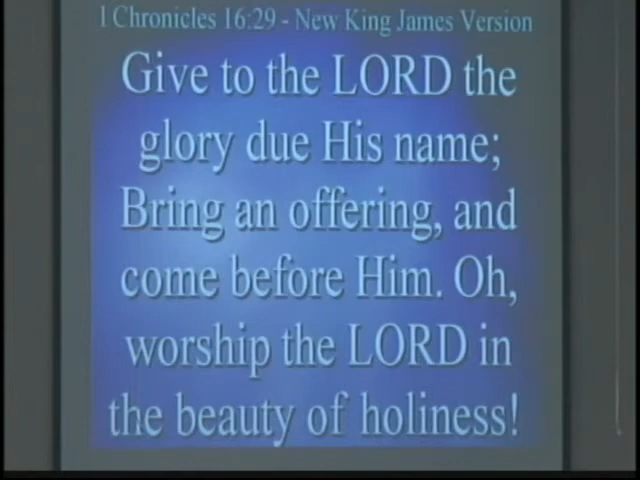 1 Chronicles 16:29 - New King James Version
Give to the LORD the
glory due His name;
Bring an offering, and
come before Him. Oh,
worship the LORD in
the beauty of holiness!